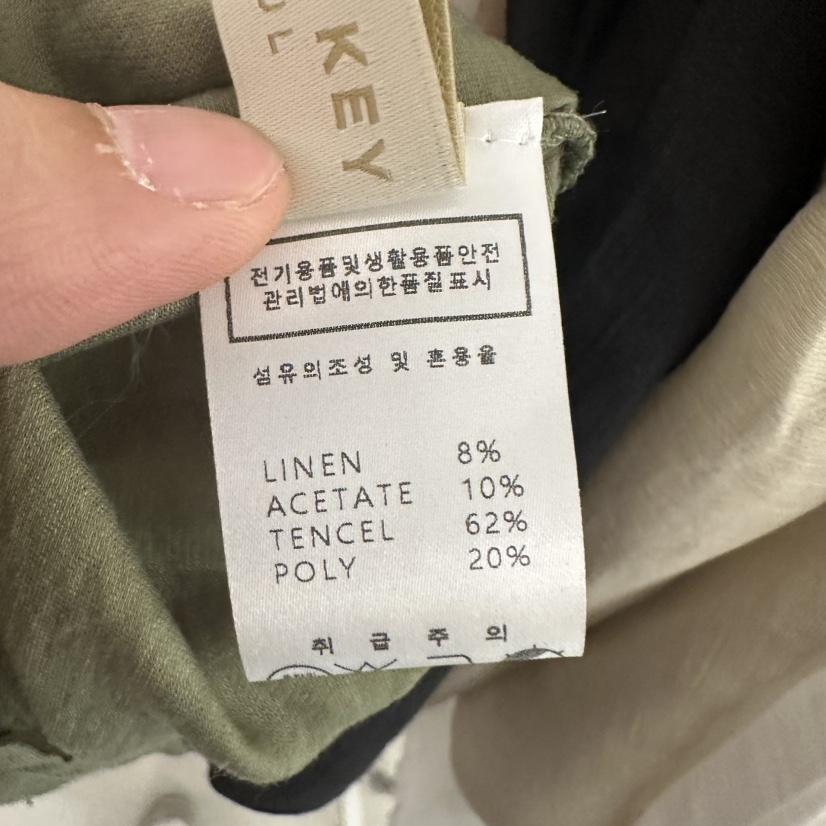 KEY
전기용품및생활용품안전
관리법에의한품질표시
섬유의조성 및 혼용율
LINEN 8%
ACETATE 10%
TENCEL 62%
POLY 20%
취 급 주 의